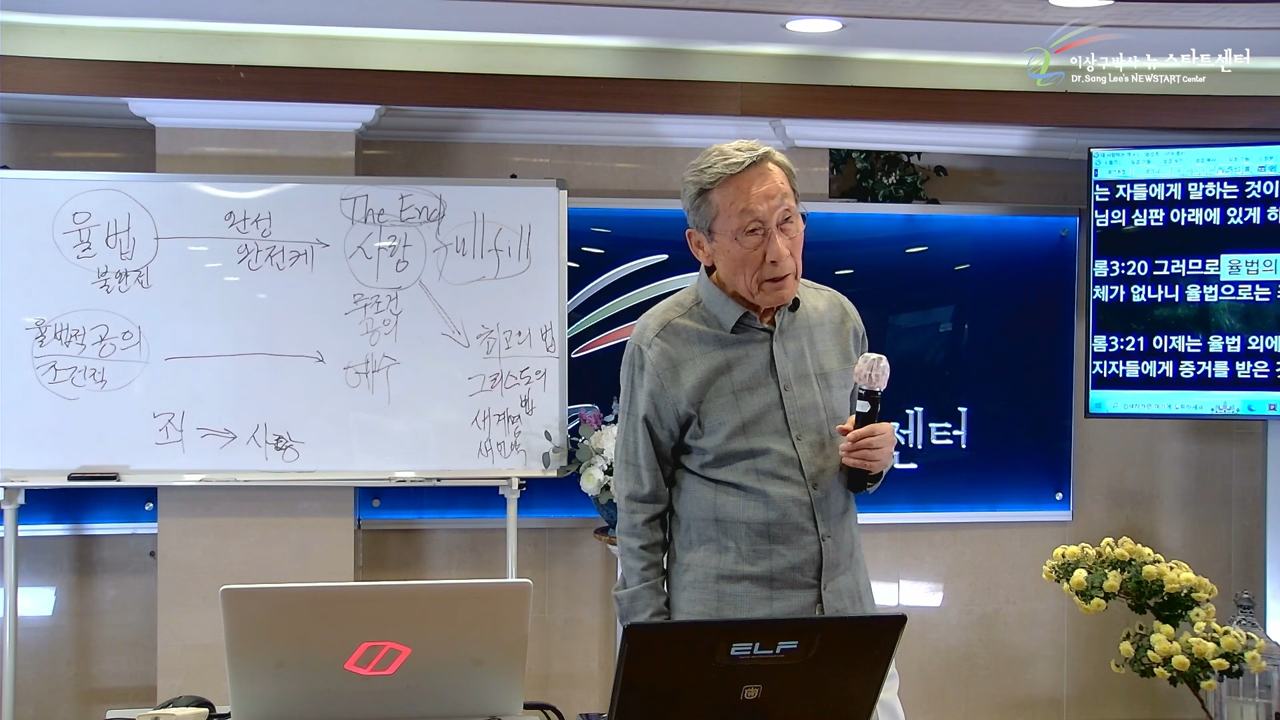 이상구박사 뉴스타트센터
Dr. Sang Lee's NEWSTART Center
율법
불완전
완성
완전케
The End
사랑
fullfill
무조건
공의
예수
율법적 공의
조건적
최고의 법
그리스도의
법
새계명
새언약
죄 ⇒ 사랑
는 자들에게 말하는 것이
님의 심판 아래에 있게 하
롬3:20 그러므로 율법의
체가 없나니 율법으로는
롬3:21 이제는 율법 외에
지자들에게 증거를 받은
센터
ELF